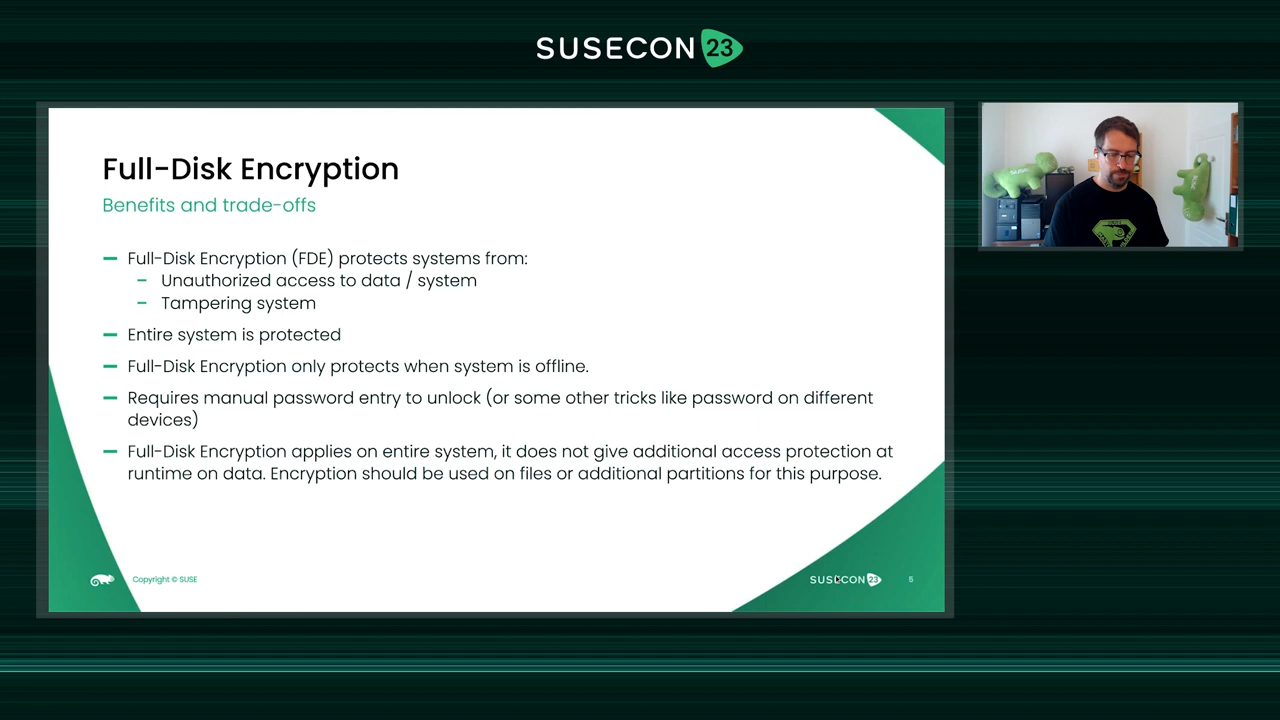 SUSECON 23
Full-Disk Encryption
Benefits and trade-offs
Full-Disk Encryption (FDE) protects systems from:
Unauthorized access to data / system
Tampering system
Entire system is protected
Full-Disk Encryption only protects when system is offline.
Requires manual password entry to unlock (or some other tricks like password on different
devices)
Full-Disk Encryption applies on entire system, it does not give additional access protection at
runtime on data. Encryption should be used on files or additional partitions for this purpose.
Copyright © SUSE
SUSECON 23
5